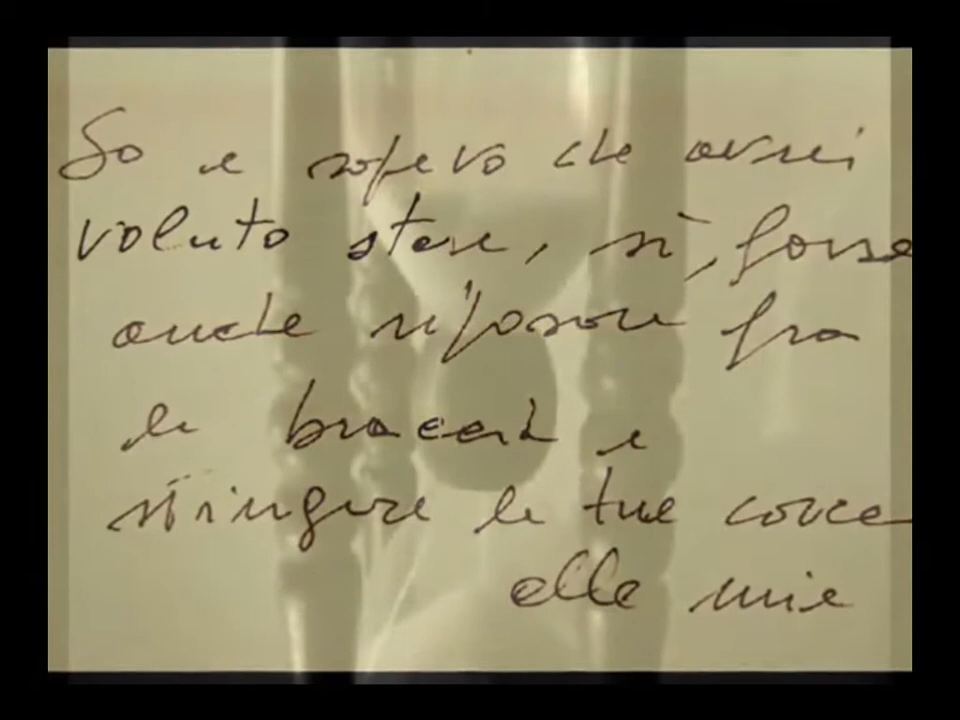 So e sapevo che avrei
voluto stare, sì, forse
anche riposare fra
le braccia e
stringere le tue cosce
alle mie